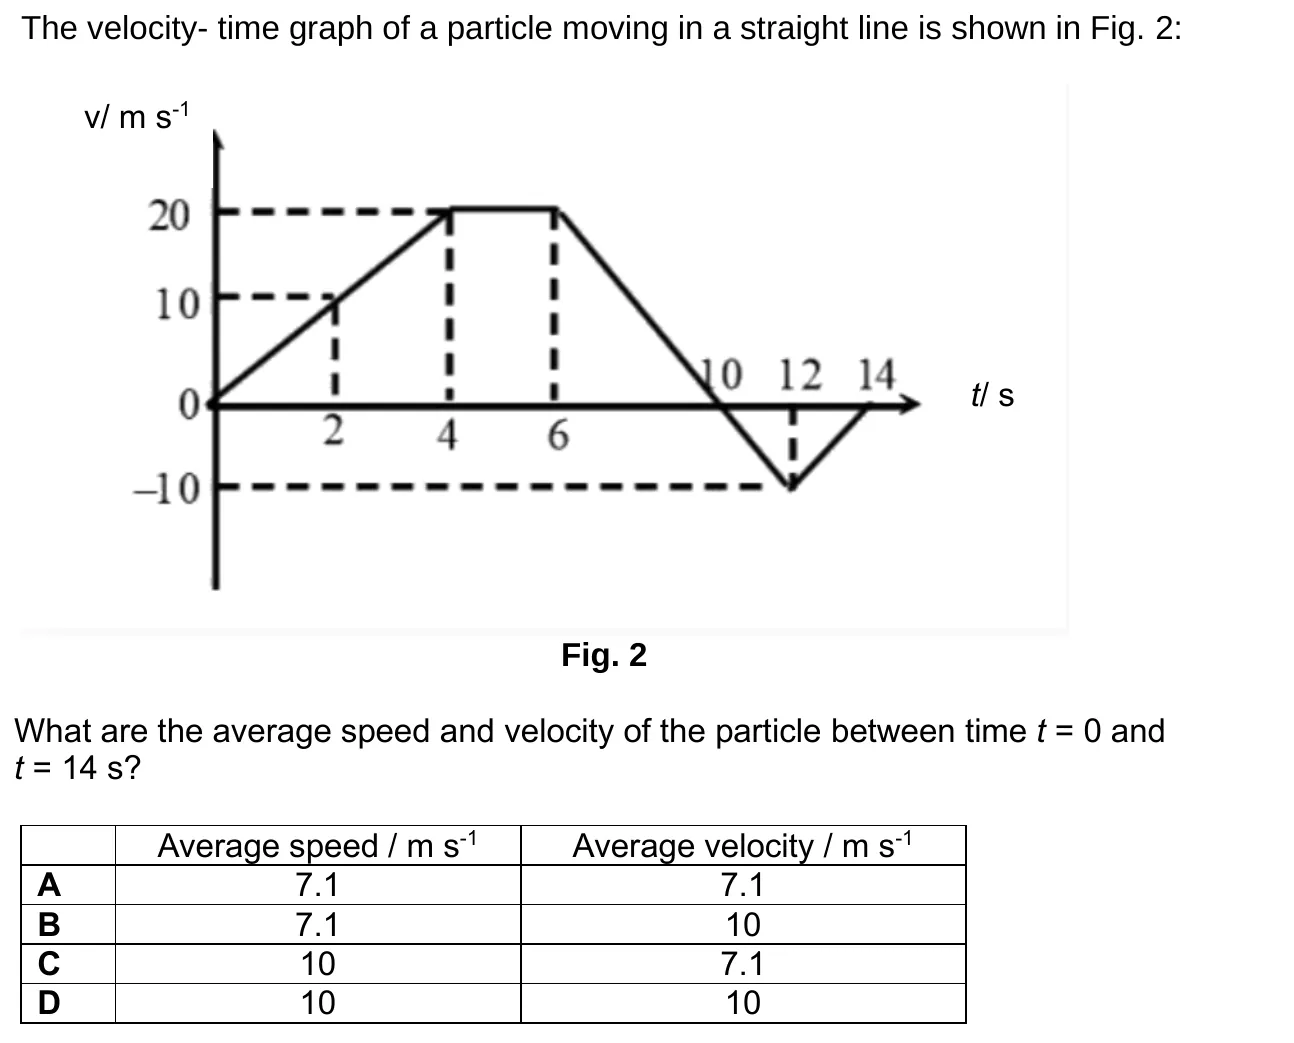 The velocity- time graph of a particle moving in a straight line is shown in Fig. 2:
v/ m s⁻¹
20
10
10 12 14
t/ s
0
2 4 6
–10
Fig. 2
What are the average speed and velocity of the particle between time t = 0 and
t = 14 s?
Average speed / m s⁻¹ Average velocity / m s⁻¹
A 7.1 7.1
B 7.1 10
C 10 7.1
D 10 10